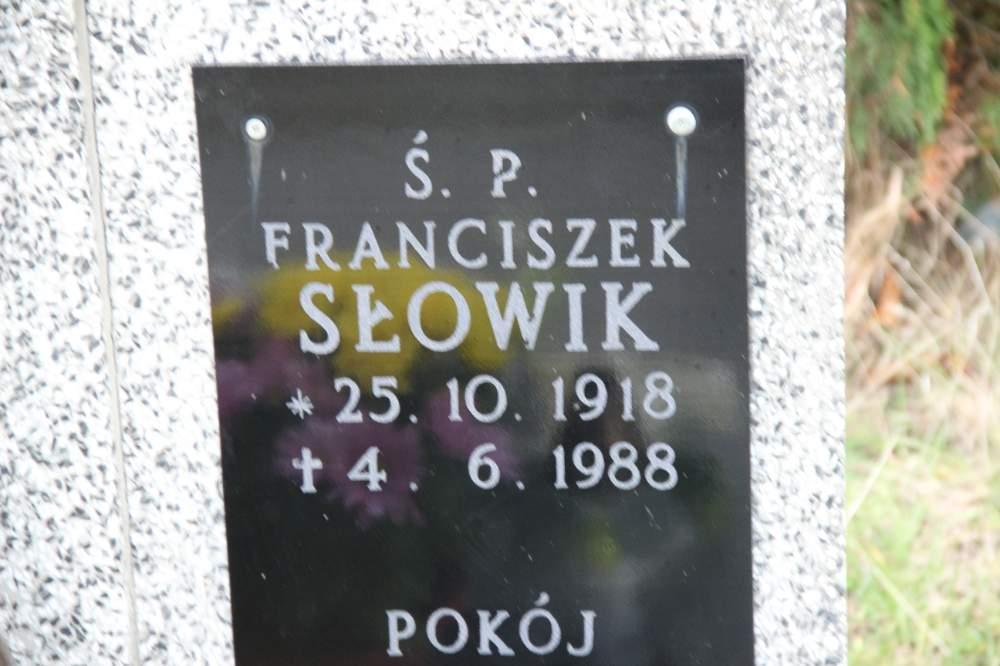 Ś. P.
FRANCISZEK
SŁOWIK
* 25. 10. 1918
† 4. 6. 1988
POKÓJ